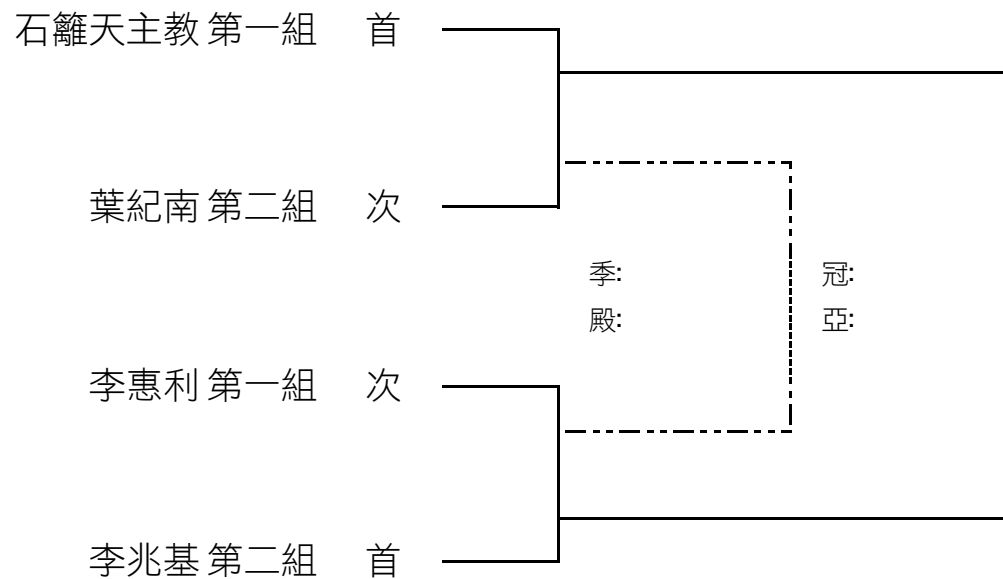 石籬天主教 第一組 首
葉紀南 第二組 次
季: 冠:
殿: 亞:
李惠利 第一組 次
李兆基 第二組 首